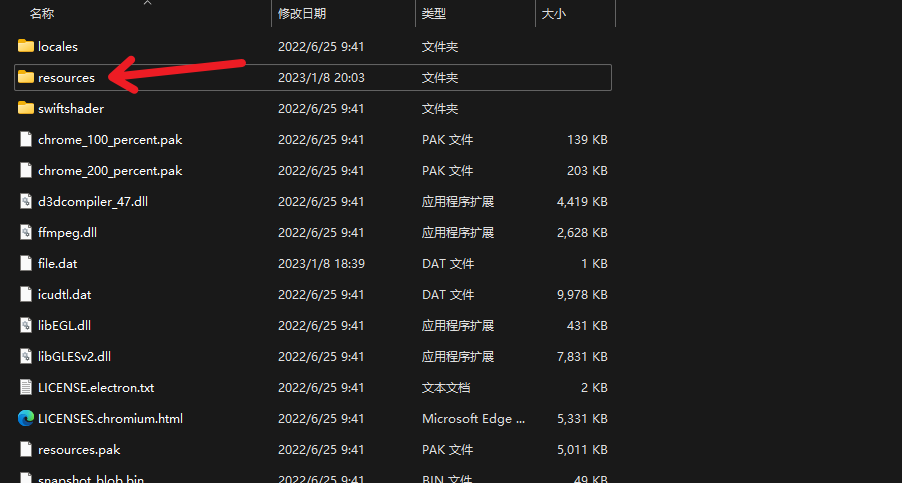 名称 修改日期 类型 大小
locales 2022/6/25 9:41 文件夹
resources 2023/1/8 20:03 文件夹
swiftshader 2022/6/25 9:41 文件夹
chrome_100_percent.pak 2022/6/25 9:41 PAK 文件 139 KB
chrome_200_percent.pak 2022/6/25 9:41 PAK 文件 203 KB
d3dcompiler_47.dll 2022/6/25 9:41 应用程序扩展 4,419 KB
ffmpeg.dll 2022/6/25 9:41 应用程序扩展 2,628 KB
file.dat 2023/1/8 18:39 DAT 文件 1 KB
icudtl.dat 2022/6/25 9:41 DAT 文件 9,978 KB
libEGL.dll 2022/6/25 9:41 应用程序扩展 431 KB
libGLESv2.dll 2022/6/25 9:41 应用程序扩展 7,831 KB
LICENSE.electron.txt 2022/6/25 9:41 文本文档 2 KB
LICENSES.chromium.html 2022/6/25 9:41 Microsoft Edge ... 5,331 KB
resources.pak 2022/6/25 9:41 PAK 文件 5,011 KB
snapshot_blob.bin 2022/6/25 9:41 BIN 文件 49 KB